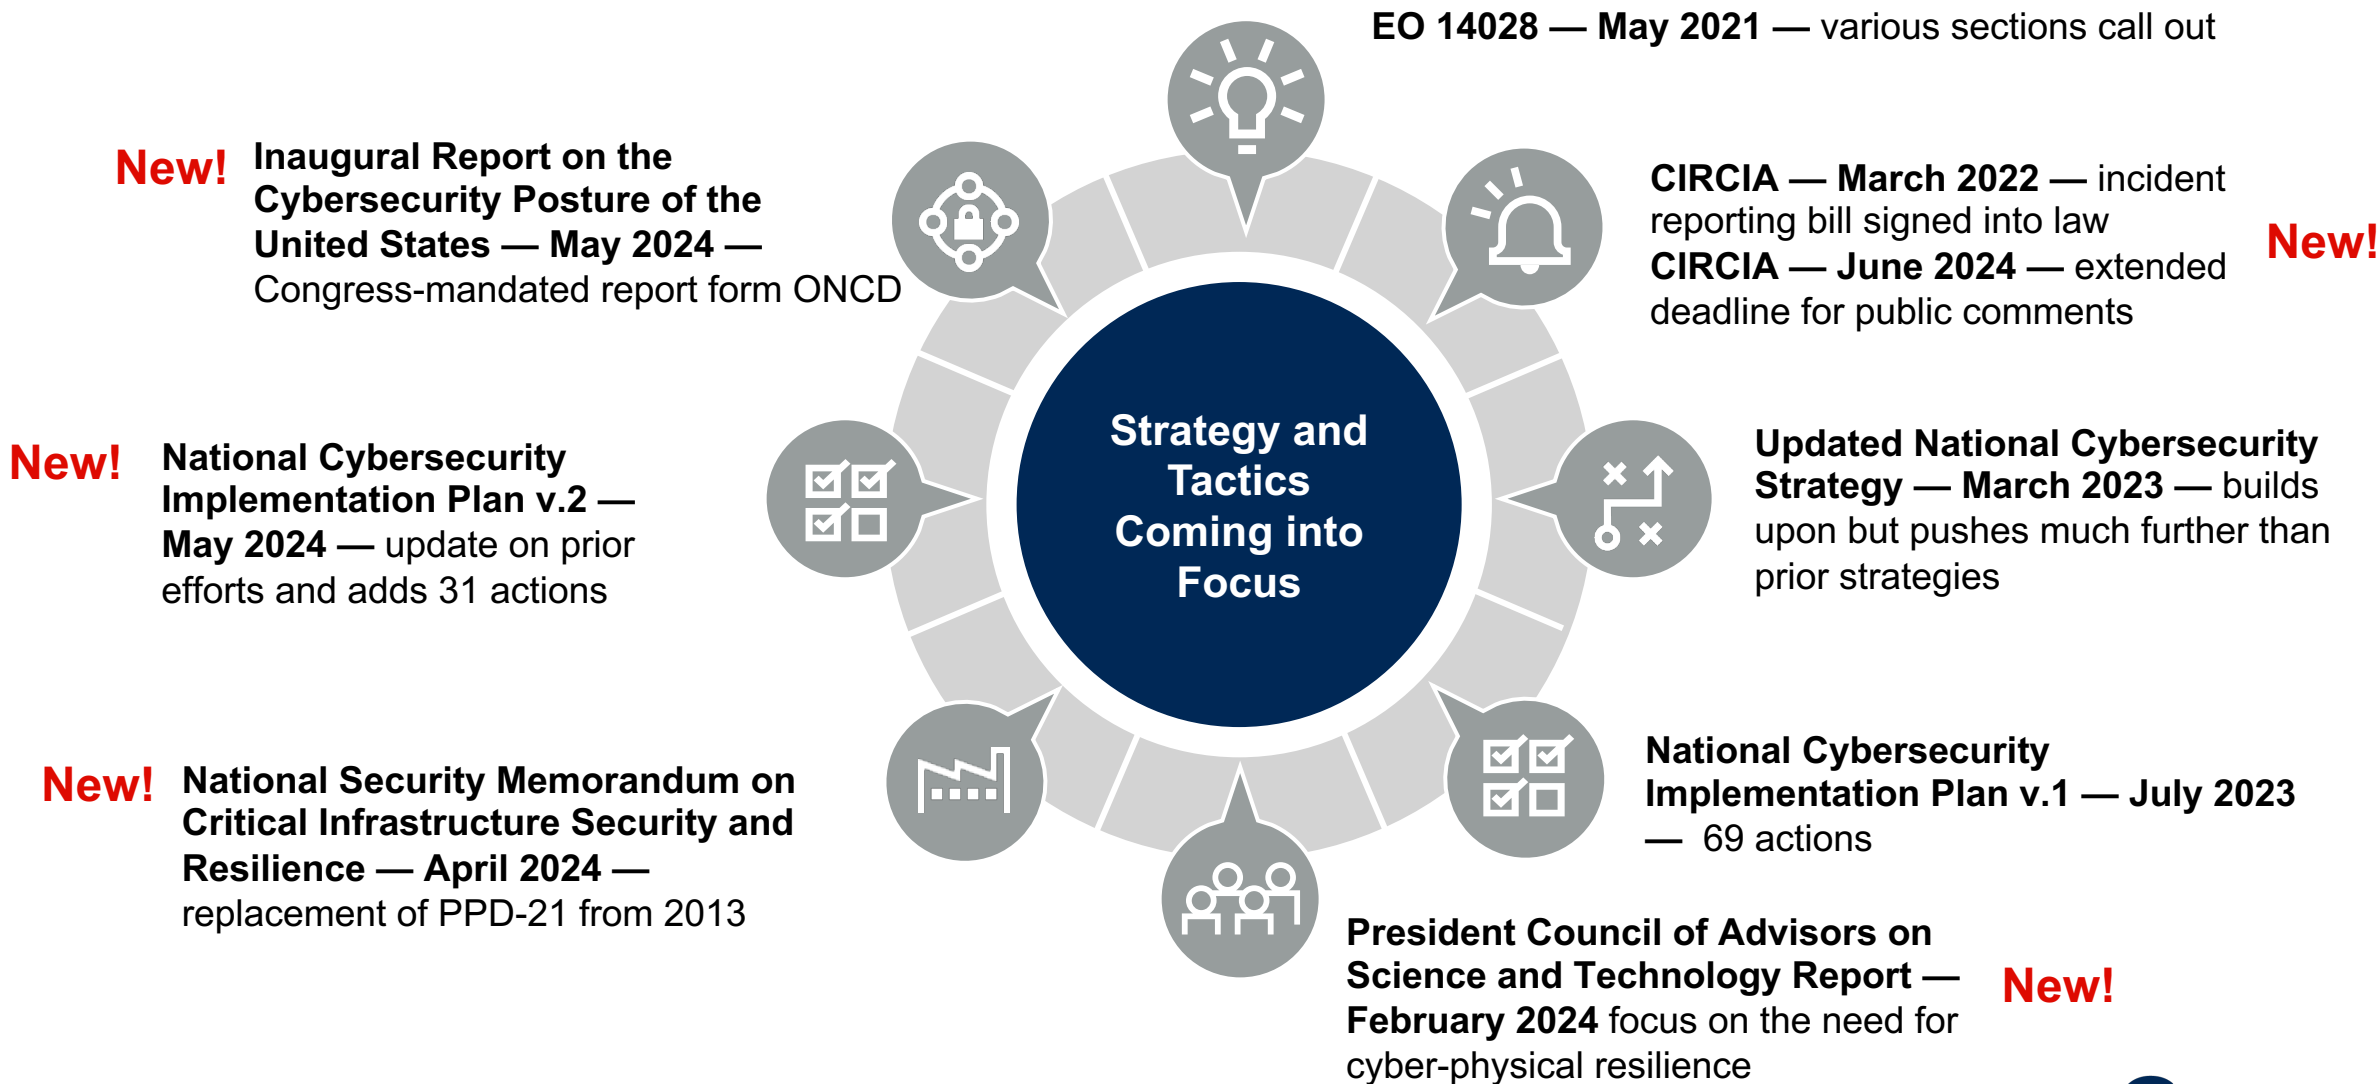 EO 14028 — May 2021 — various sections call out
New!
Inaugural Report on the
Cybersecurity Posture of the
United States — May 2024 —
Congress-mandated report form ONCD
CIRCIA — March 2022 — incident
reporting bill signed into law
CIRCIA — June 2024 — extended
deadline for public comments
New!
New!
National Cybersecurity
Implementation Plan v.2 —
May 2024 — update on prior
efforts and adds 31 actions
Strategy and
Tactics
Coming into
Focus
Updated National Cybersecurity
Strategy — March 2023 — builds
upon but pushes much further than
prior strategies
New!
National Security Memorandum on
Critical Infrastructure Security and
Resilience — April 2024 —
replacement of PPD-21 from 2013
National Cybersecurity
Implementation Plan v.1 — July 2023
— 69 actions
President Council of Advisors on
Science and Technology Report —
February 2024 focus on the need for
cyber-physical resilience
New!